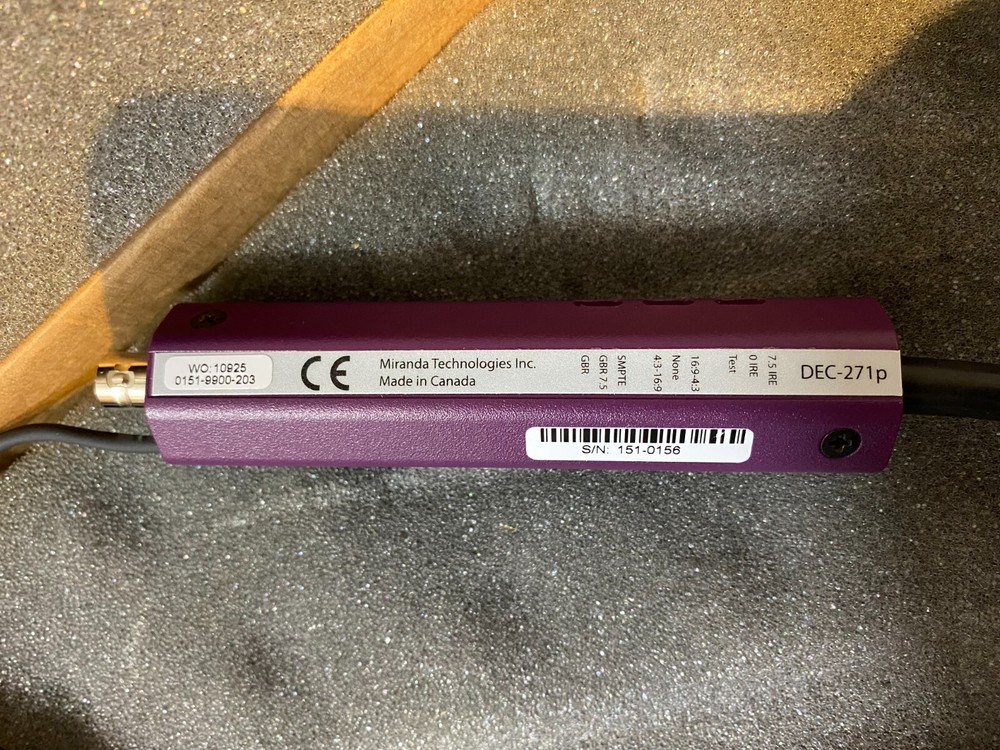 WO:10925
0151-9900-203
CE
Miranda Technologies Inc.
Made in Canada
SMPTE
GBR 7.5
GBR
16:9-4:3
None
4:3-16:9
7.5 IRE
0 IRE
Test
DEC-271p
S/N: 151-0156